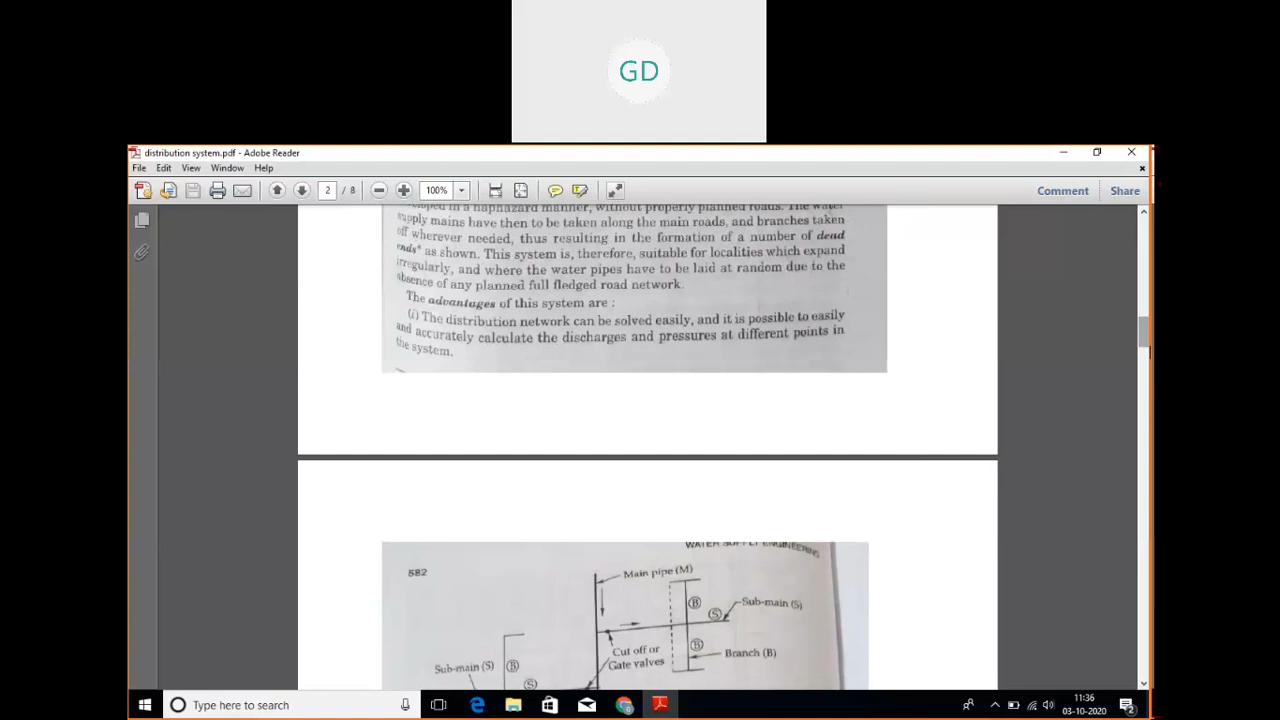 GD
distribution system.pdf - Adobe Reader
File Edit View Window Help
2 / 8 100% Comment Share
in a haphazard manner, without properly planned roads. The water
supply mains have then to be taken along the main roads, and branches taken
off wherever needed, thus resulting in the formation of a number of dead
ends* as shown. This system is, therefore, suitable for localities which expand
irregularly, and where the water pipes have to be laid at random due to the
absence of any planned full fledged road network.
The advantages of this system are :
(i) The distribution network can be solved easily, and it is possible to easily
and accurately calculate the discharges and pressures at different points in
the system.
WATER SUPPLY ENGINEERING
582
Main pipe (M)
B
Sub-main (S)
S
B
Cut off or
Gate valves
Branch (B)
Sub-main (S)
B
S
Type here to search
11:36
03-10-2020
2